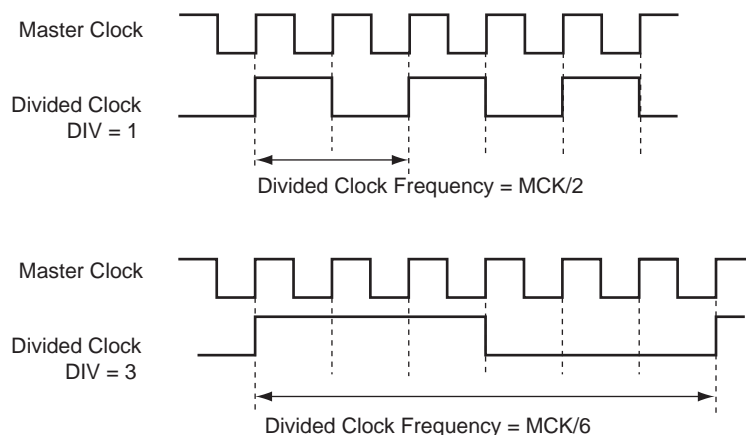 Master Clock
Divided Clock
DIV = 1
Divided Clock Frequency = MCK/2
Master Clock
Divided Clock
DIV = 3
Divided Clock Frequency = MCK/6